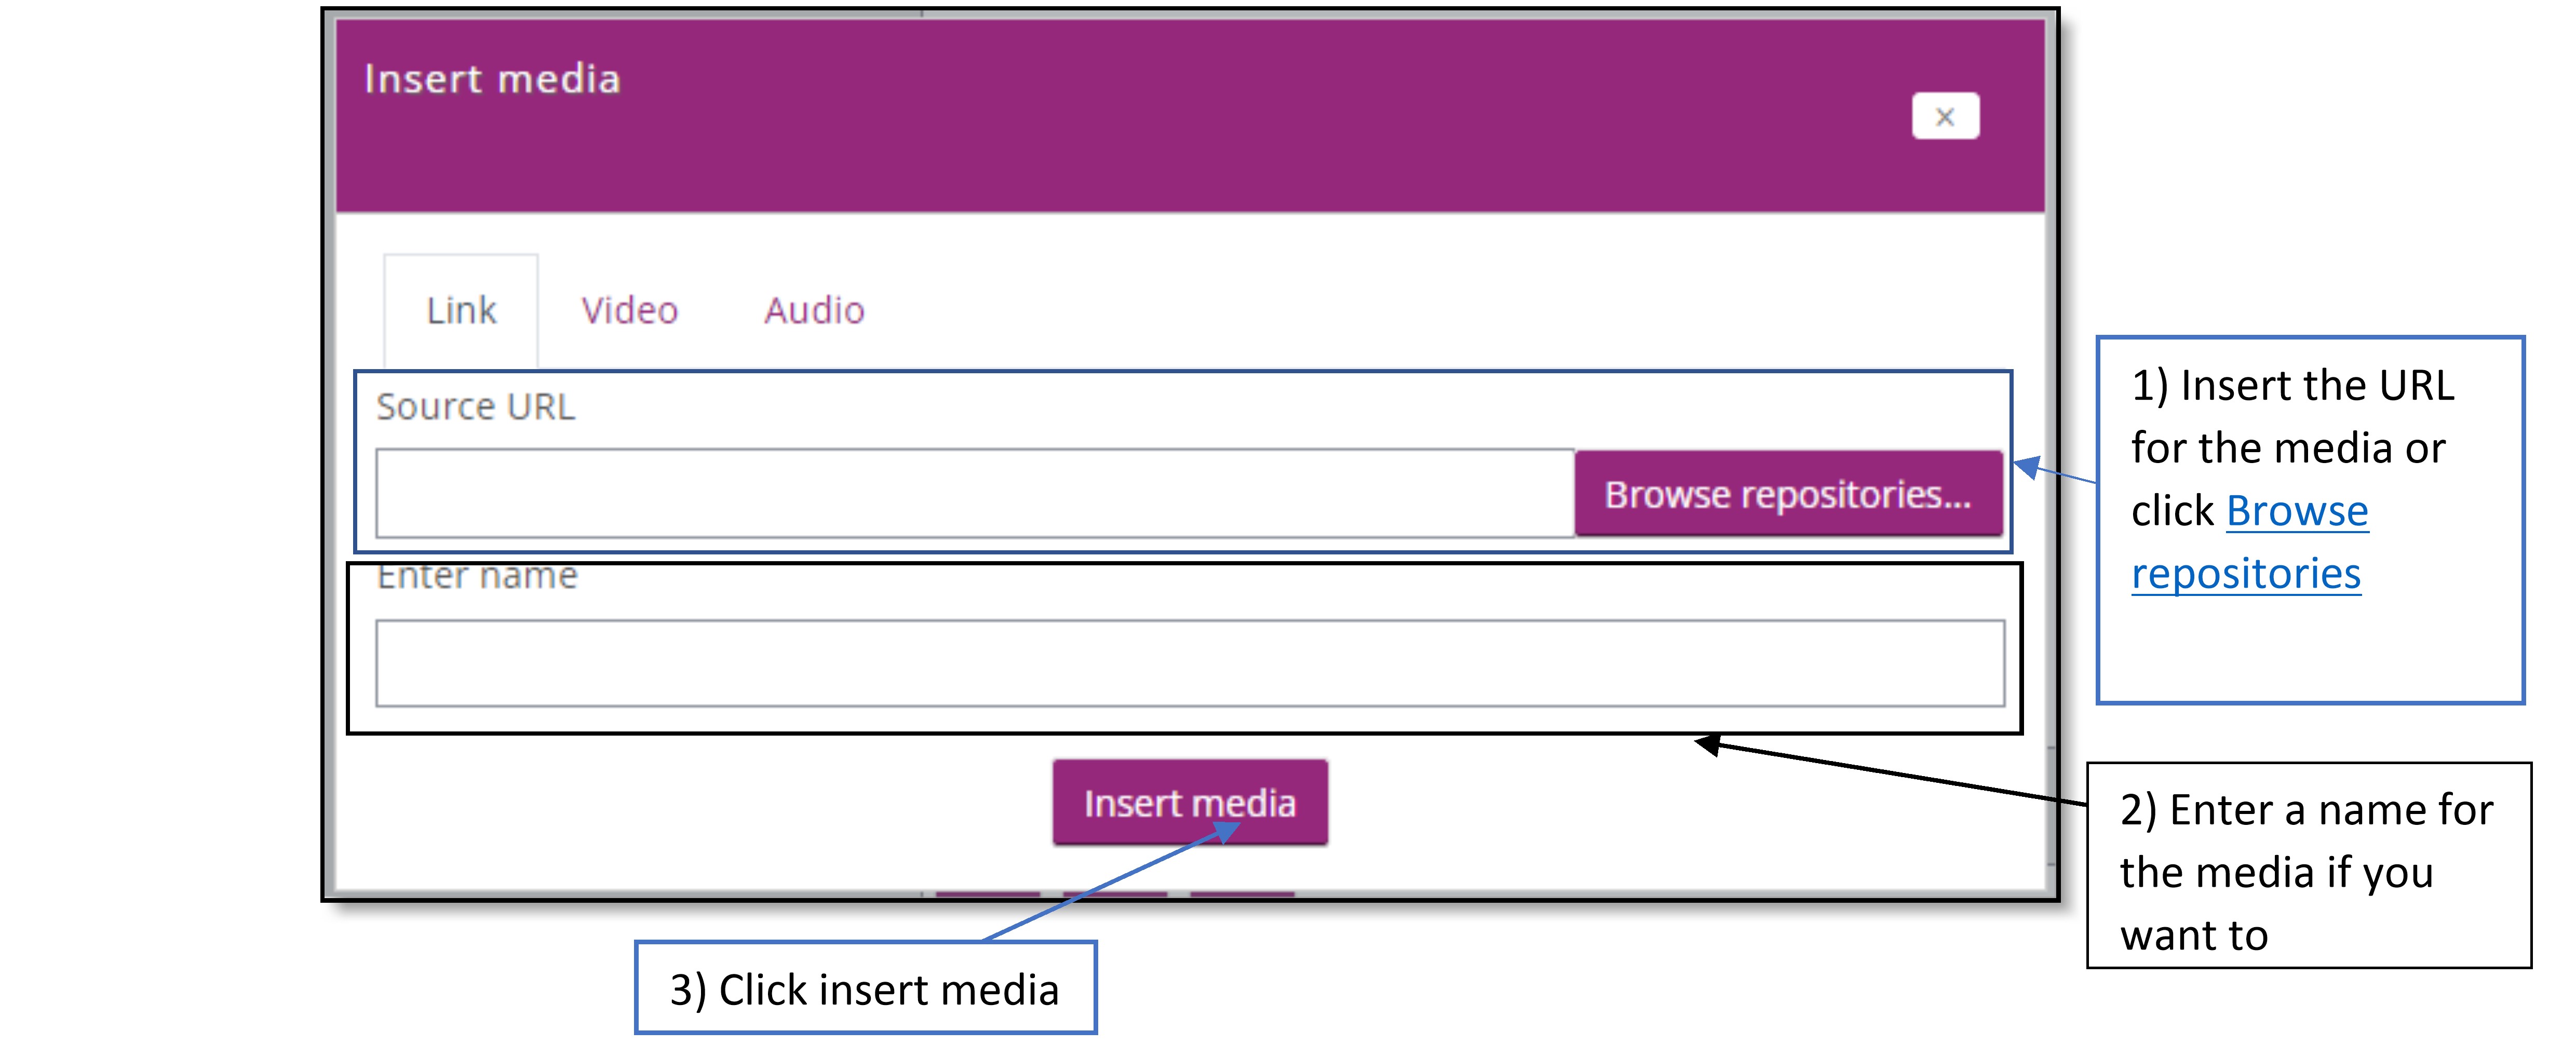 Insert media
×
Link Video Audio
Source URL
Browse repositories...
Enter name
Insert media
1) Insert the URL
for the media or
click Browse
repositories
2) Enter a name for
the media if you
want to
3) Click insert media